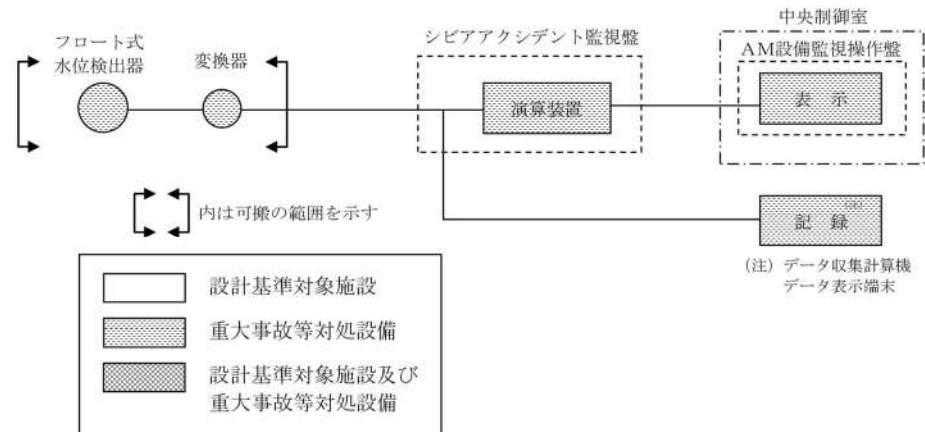 中央制御室
シビアアクシデント監視盤
AM設備監視操作盤
フロート式
水位検出器
変換器
演算装置
表 示
内は可搬の範囲を示す
記 録
(注)
(注) データ収集計算機
データ表示端末
設計基準対象施設
重大事故等対処設備
設計基準対象施設及び
重大事故等対処設備